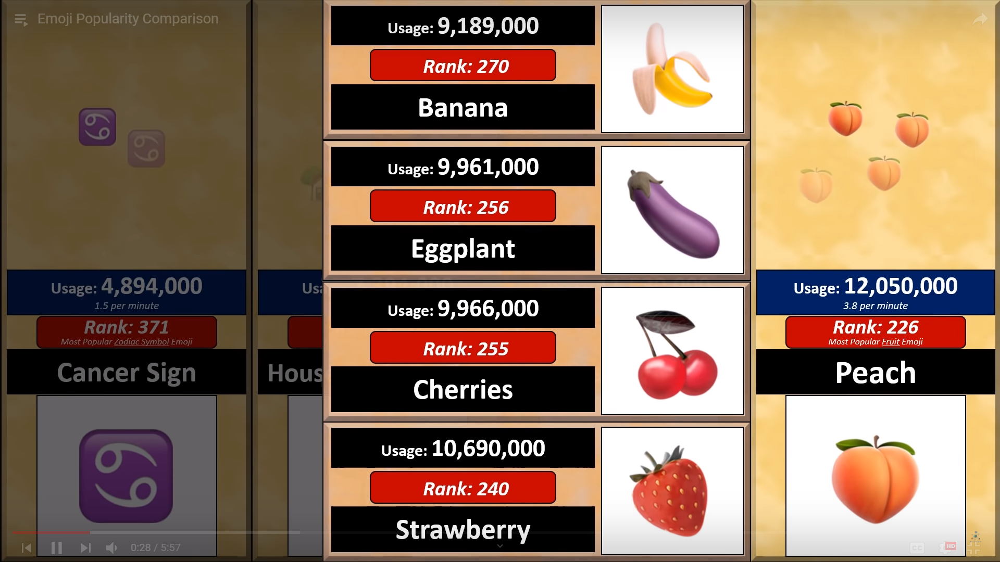 Emoji Popularity Comparison
Usage: 4,894,000
1.5 per minute
Rank: 371
Most Popular Zodiac Symbol Emoji
Cancer Sign
Usage: 9,189,000
Rank: 270
Banana
Usage: 9,961,000
Rank: 256
Eggplant
Usage: 9,966,000
Rank: 255
Cherries
Usage: 10,690,000
Rank: 240
Strawberry
Usage: 12,050,000
3.8 per minute
Rank: 226
Most Popular Fruit Emoji
Peach
0:28 / 5:57
CC
HD